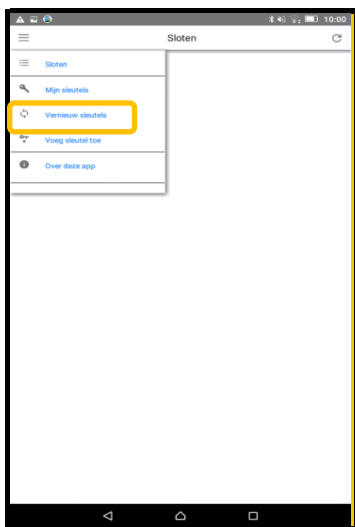 10:00
Sloten
Sloten
Mijn sleutels
Vernieuw sleutels
Voeg sleutel toe
Over deze app